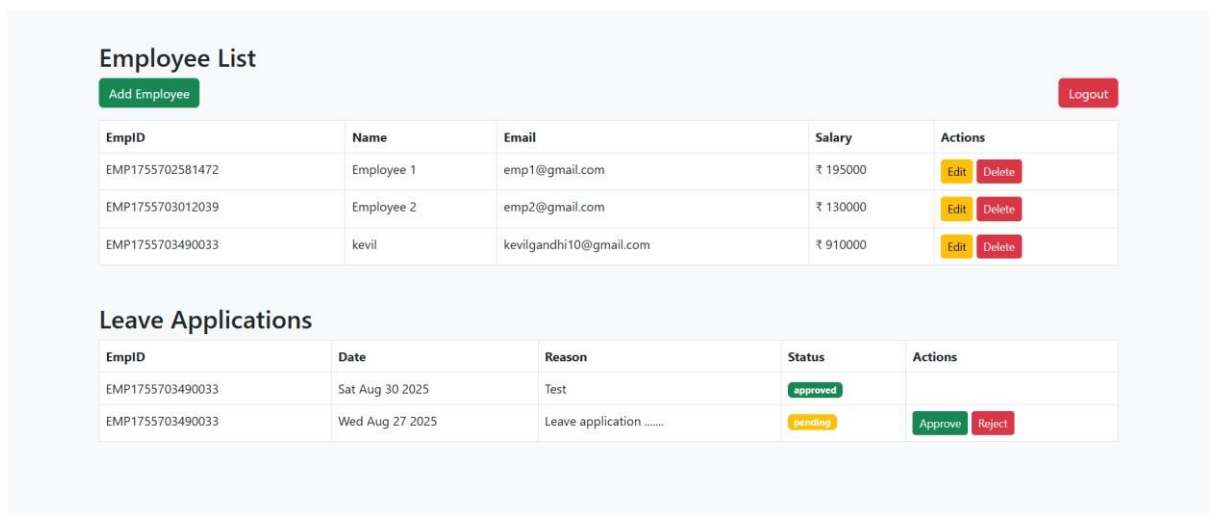 Employee List
Add Employee Logout
EmpID Name Email Salary Actions
EMP1755702581472 Employee 1 emp1@gmail.com ₹ 195000 Edit Delete
EMP1755703012039 Employee 2 emp2@gmail.com ₹ 130000 Edit Delete
EMP1755703490033 kevil kevilgandhi10@gmail.com ₹ 910000 Edit Delete
Leave Applications
EmpID Date Reason Status Actions
EMP1755703490033 Sat Aug 30 2025 Test approved
EMP1755703490033 Wed Aug 27 2025 Leave application ....... pending Approve Reject